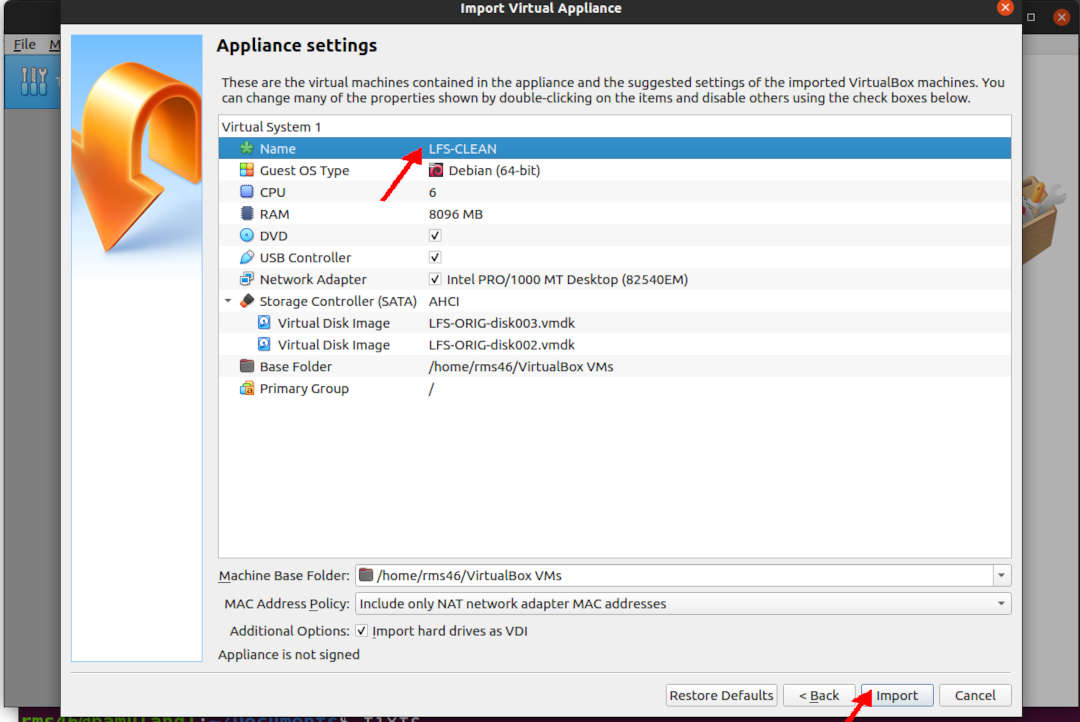 Import Virtual Appliance
File M
Appliance settings
These are the virtual machines contained in the appliance and the suggested settings of the imported VirtualBox machines. You
can change many of the properties shown by double-clicking on the items and disable others using the check boxes below.
Virtual System 1
Name LFS-CLEAN
Guest OS Type Debian (64-bit)
CPU 6
RAM 8096 MB
DVD
USB Controller
Network Adapter Intel PRO/1000 MT Desktop (82540EM)
Storage Controller (SATA) AHCI
Virtual Disk Image LFS-ORIG-disk003.vmdk
Virtual Disk Image LFS-ORIG-disk002.vmdk
Base Folder /home/rms46/VirtualBox VMs
Primary Group /
Machine Base Folder: /home/rms46/VirtualBox VMs
MAC Address Policy: Include only NAT network adapter MAC addresses
Additional Options: Import hard drives as VDI
Appliance is not signed
Restore Defaults < Back Import Cancel